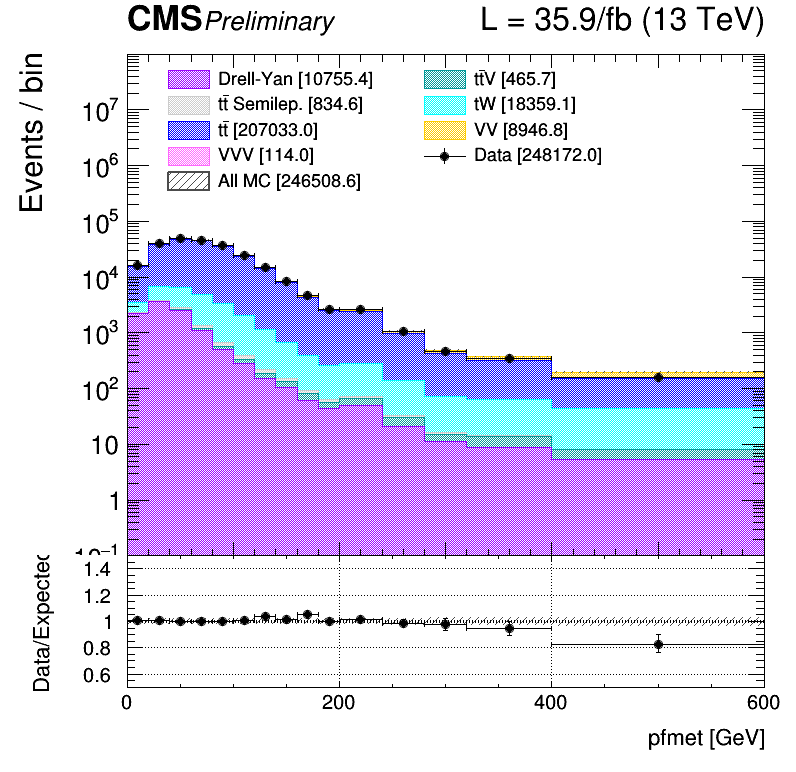 CMS Preliminary L = 35.9/fb (13 TeV)
Events / bin
Drell-Yan [10755.4]
tt̄ Semilep. [834.6]
tt̄ [207033.0]
VVV [114.0]
All MC [246508.6]
tt̄V [465.7]
tW [18359.1]
VV [8946.8]
Data [248172.0]
10⁷
10⁶
10⁵
10⁴
10³
10²
10
1
10⁻¹
Data/Expected
1.4
1.2
1
0.8
0.6
0 200 400 600
pfmet [GeV]